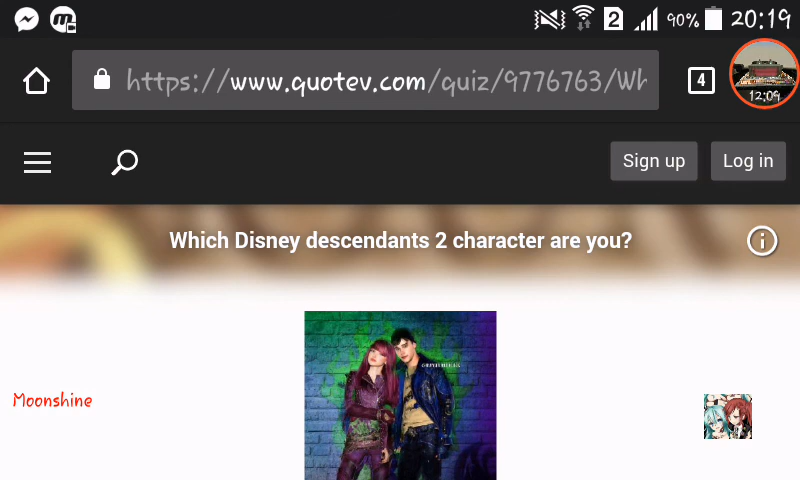 2 90% 20:19
https://www.quotev.com/quiz/9776763/Wh
4
12:09
Sign up Log in
Which Disney descendants 2 character are you?
Moonshine